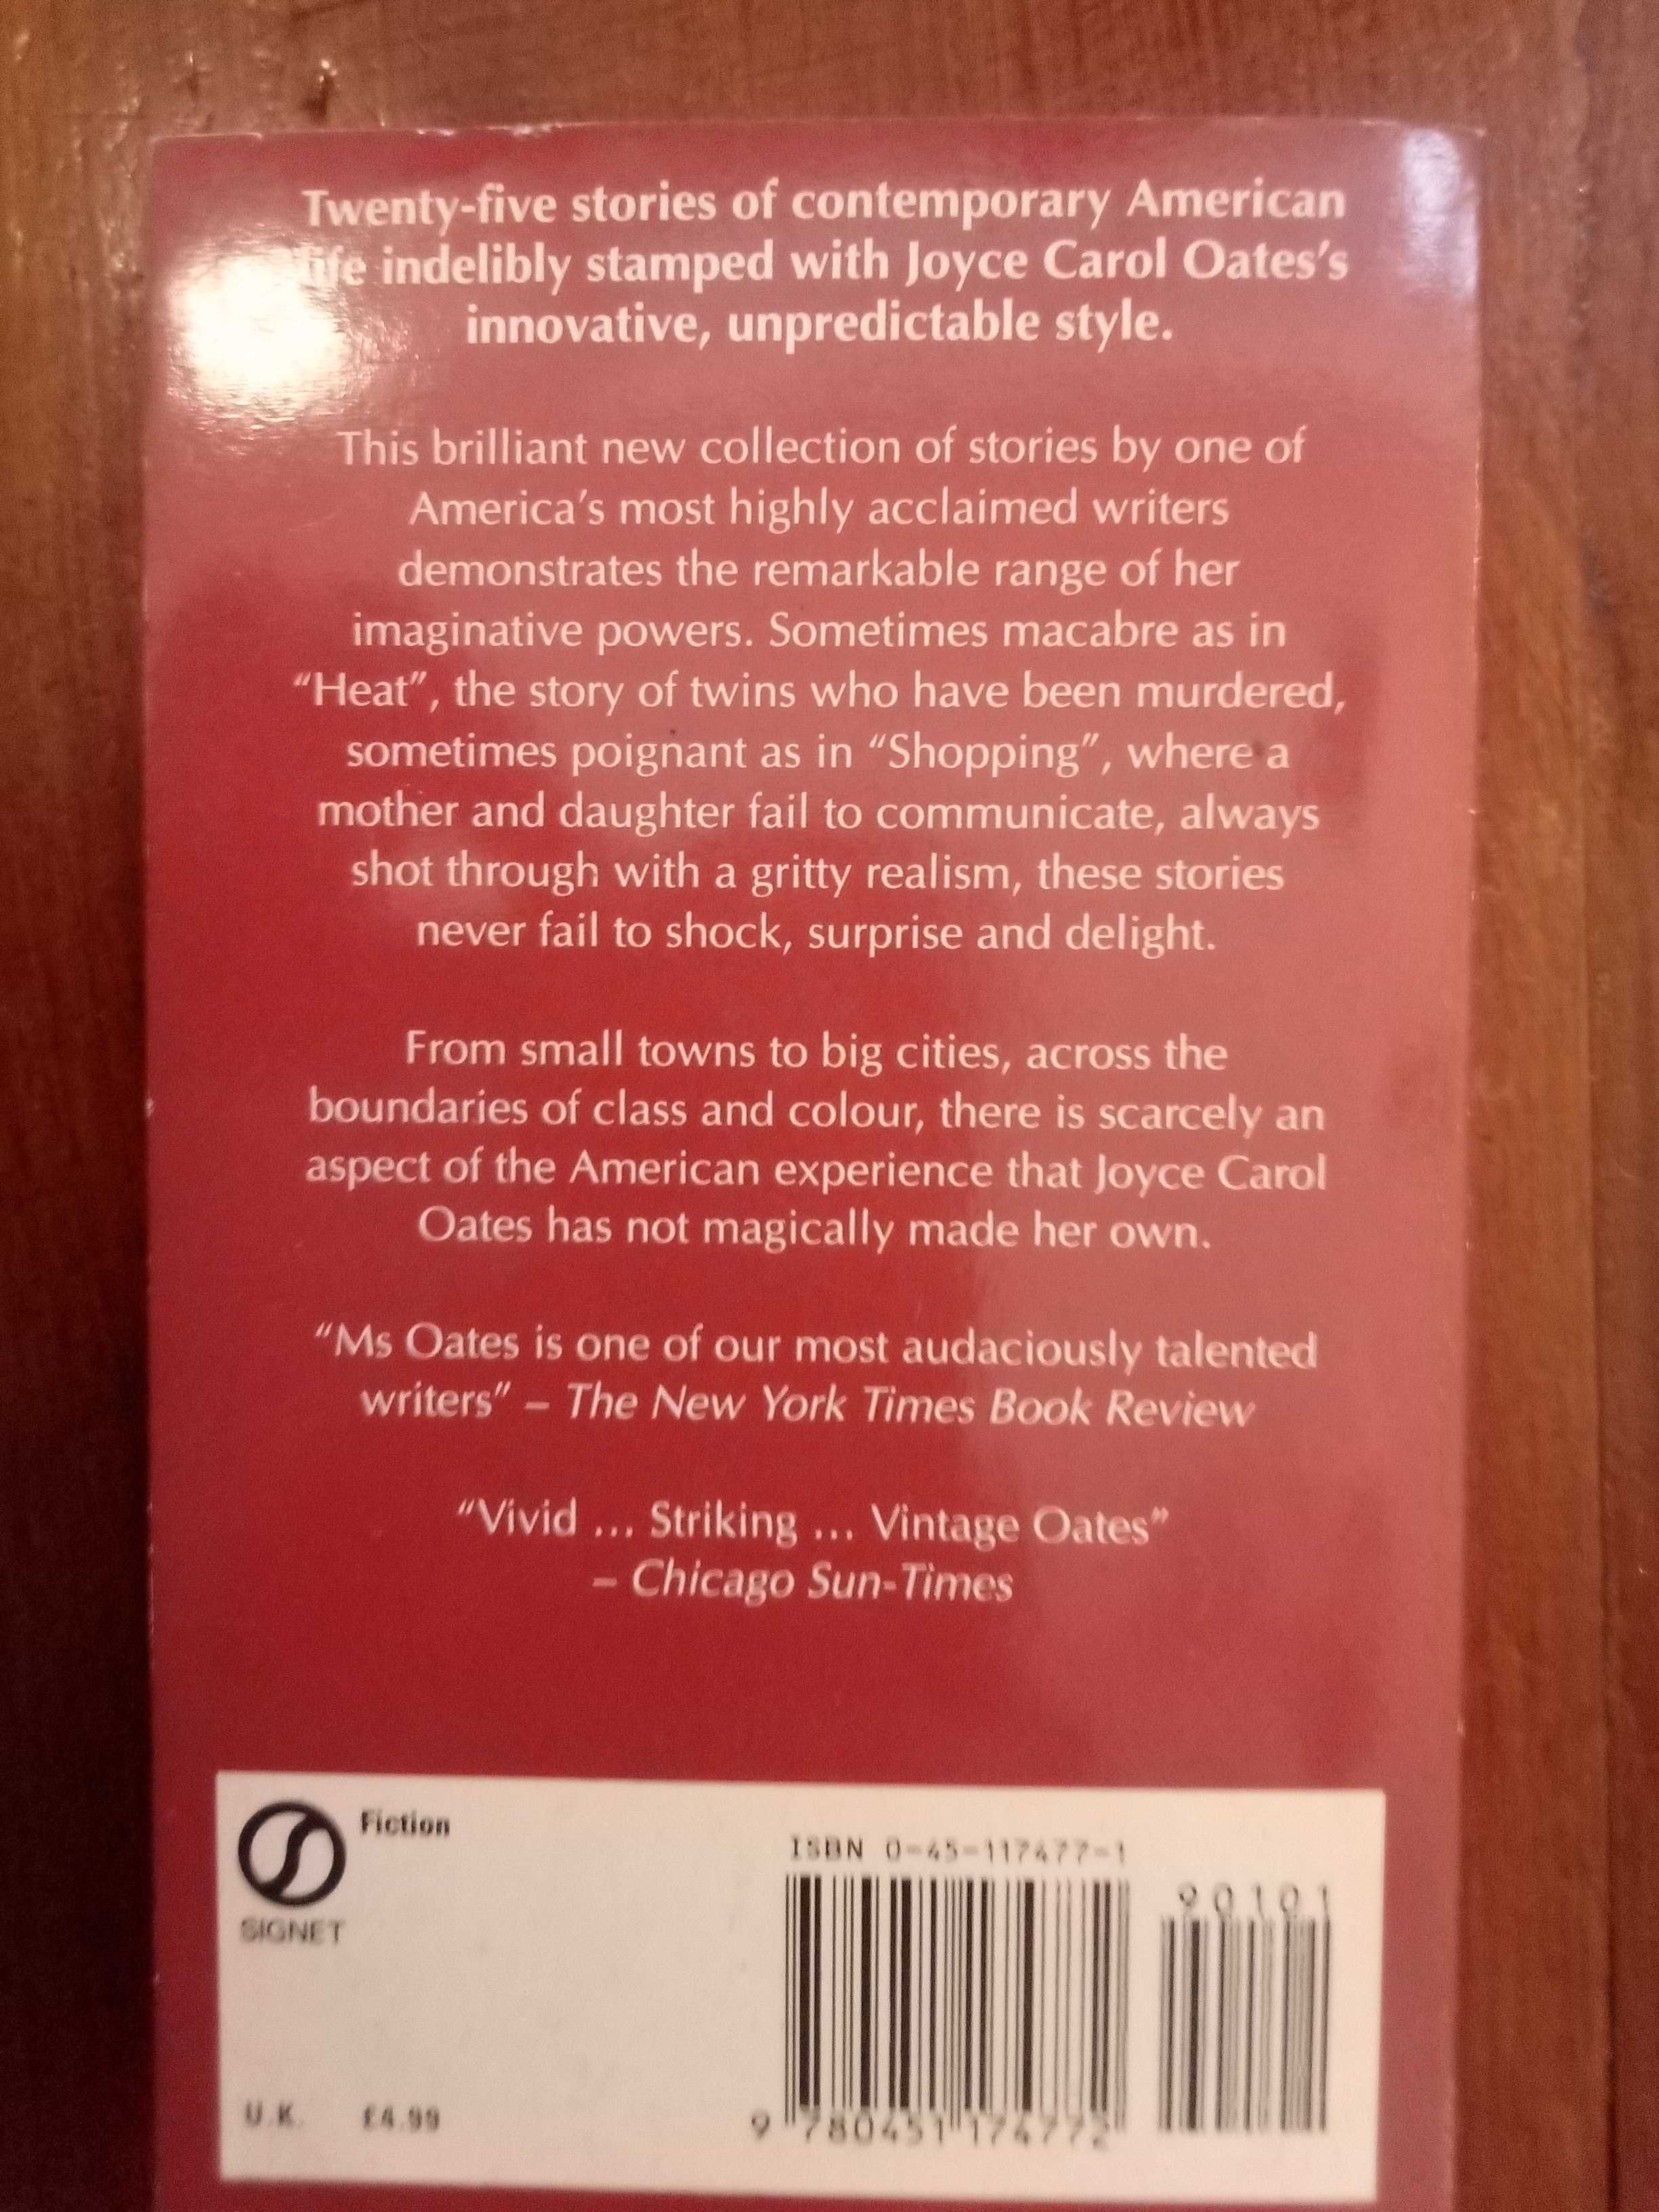 Twenty-five stories of contemporary American
life indelibly stamped with Joyce Carol Oates's
innovative, unpredictable style.
This brilliant new collection of stories by one of
America's most highly acclaimed writers
demonstrates the remarkable range of her
imaginative powers. Sometimes macabre as in
“Heat”, the story of twins who have been murdered,
sometimes poignant as in “Shopping”, where a
mother and daughter fail to communicate, always
shot through with a gritty realism, these stories
never fail to shock, surprise and delight.
From small towns to big cities, across the
boundaries of class and colour, there is scarcely an
aspect of the American experience that Joyce Carol
Oates has not magically made her own.
“Ms Oates is one of our most audaciously talented
writers” – The New York Times Book Review
“Vivid ... Striking ... Vintage Oates”
– Chicago Sun-Times
Fiction
SIGNET
U.K. £4.99
ISBN 0-45-117477-1
90101
9 780451 174772